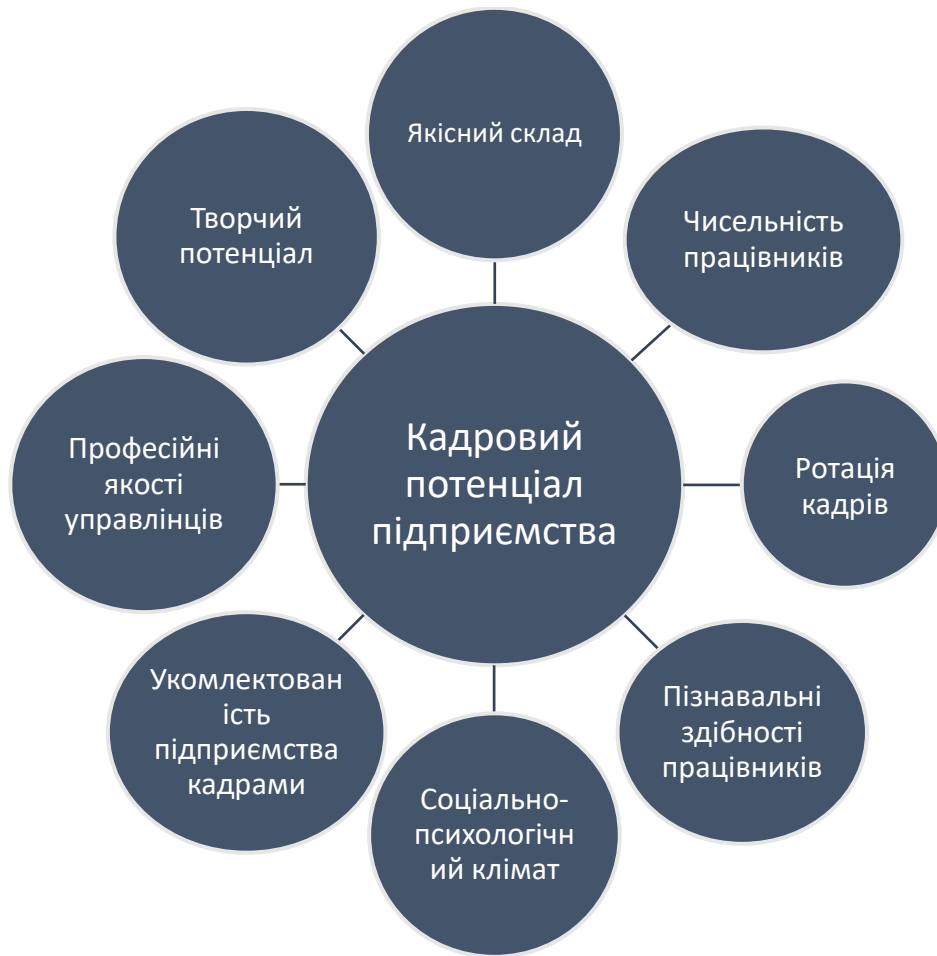 Якісний склад
Чисельність
працівників
Ротація
кадрів
Пізнавальні
здібності
працівників
Соціально-
психологічн
ий клімат
Укомлектован
ість
підприємства
кадрами
Професійні
якості
управлінців
Творчий
потенціал
Кадровий
потенціал
підприємства